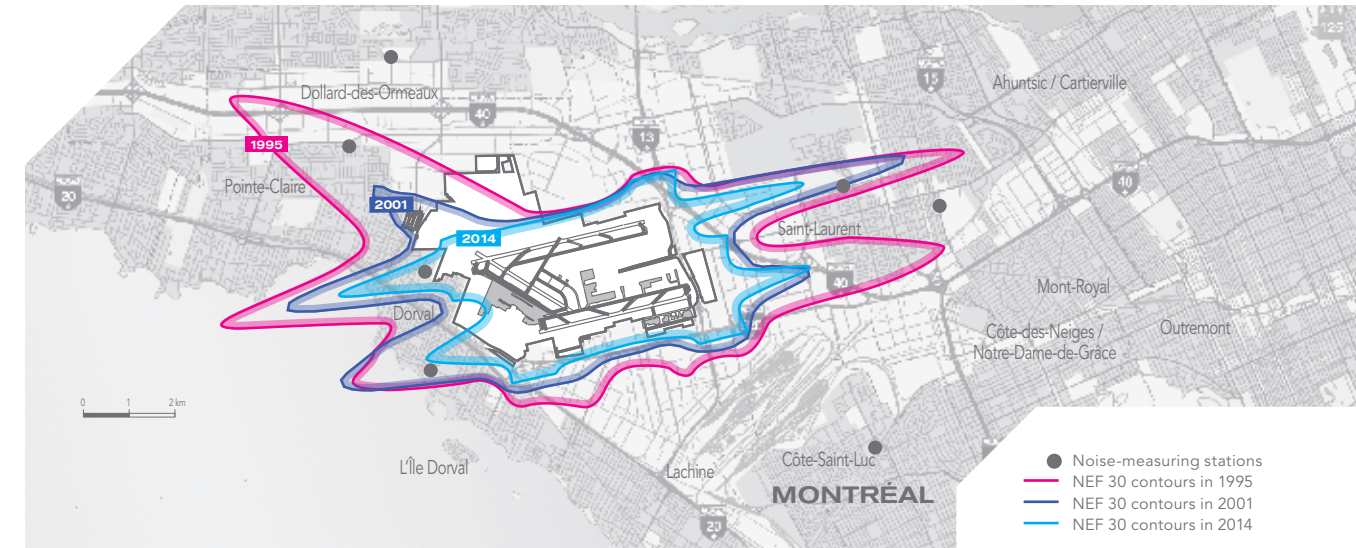 15
25
Ahuntsic / Cartierville
Dollard-des-Ormeaux
40
13
1995
Pointe-Claire
20
40
2001
Saint-Laurent
2014
40
Mont-Royal
Dorval
Côte-des-Neiges /
Notre-Dame-de-Grâce
Outremont
0 1 2 km
L'Île Dorval
Lachine
Côte-Saint-Luc
MONTRÉAL
20
Noise-measuring stations
NEF 30 contours in 1995
NEF 30 contours in 2001
NEF 30 contours in 2014